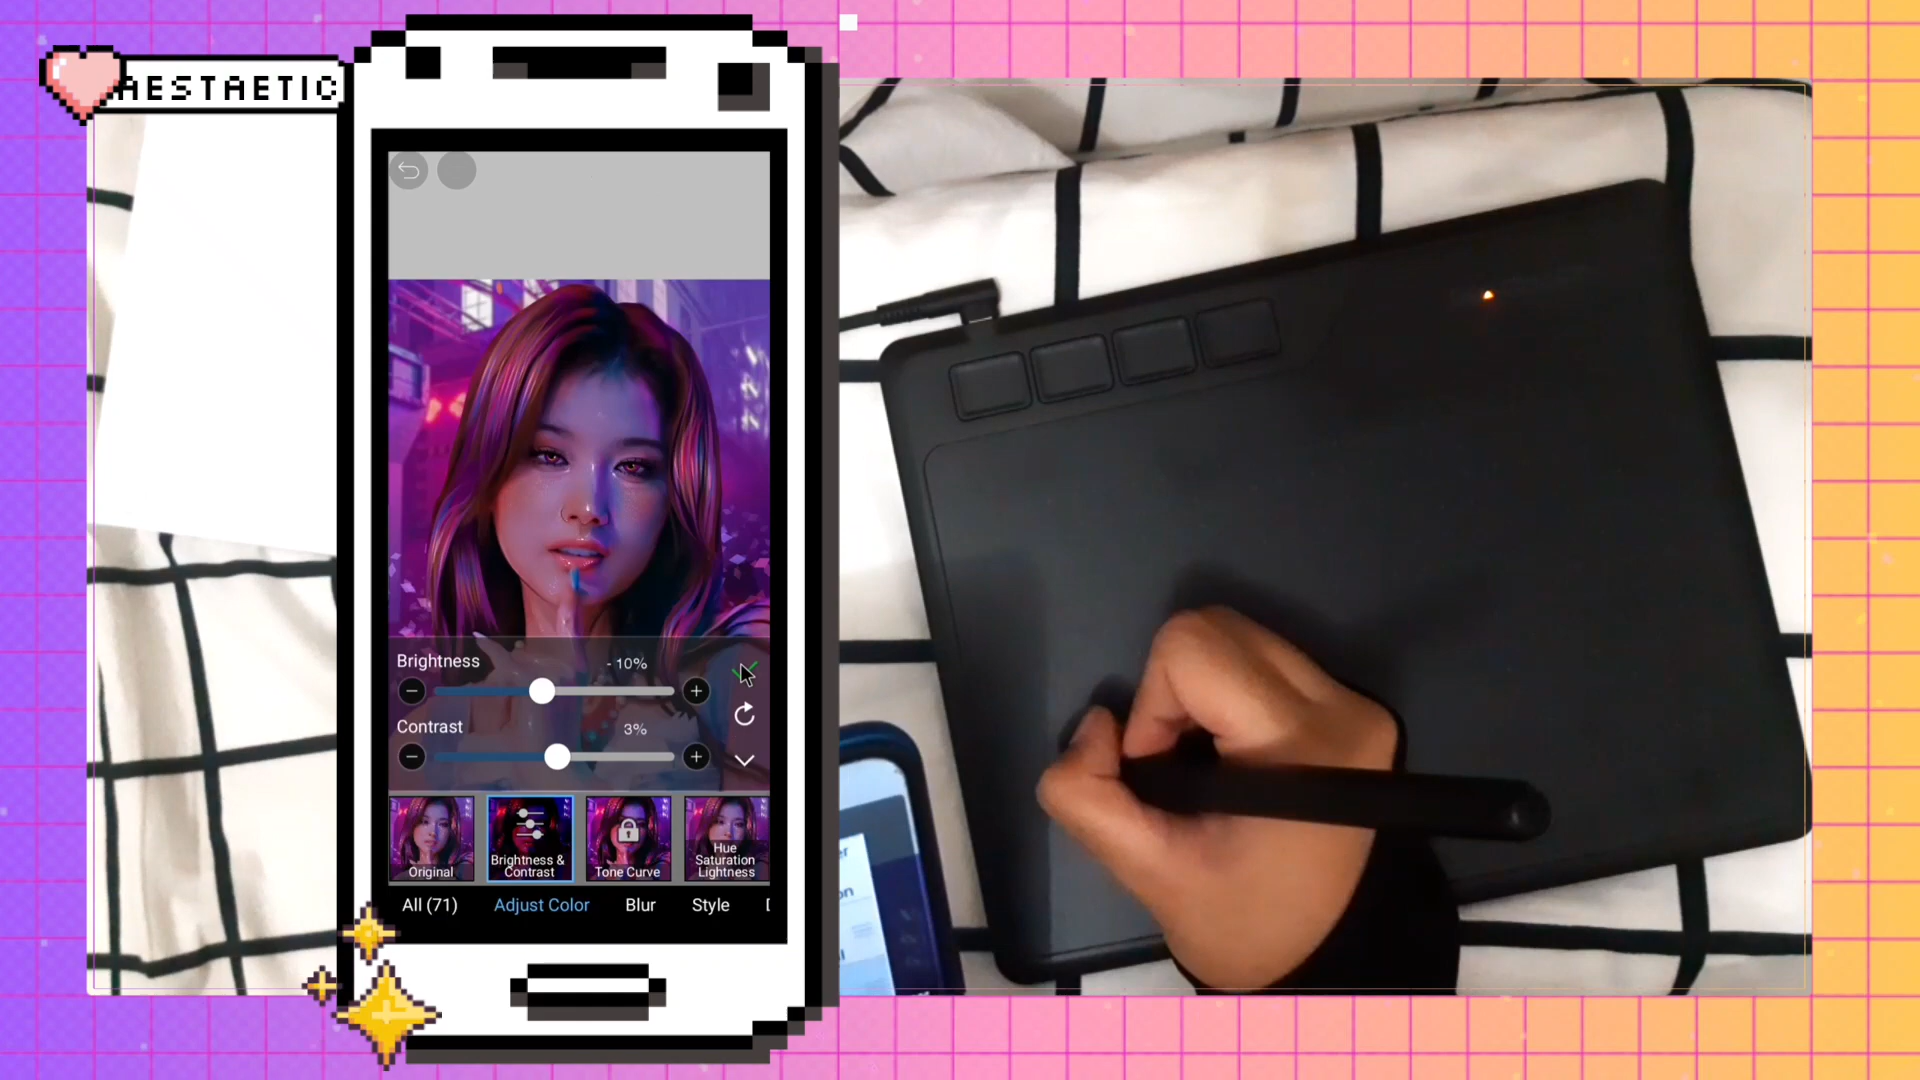 AESTAETIC
Brightness
- 10%
Contrast
3%
Original
Brightness &
Contrast
Tone Curve
Hue
Saturation
Lightness
All (71)
Adjust Color
Blur
Style